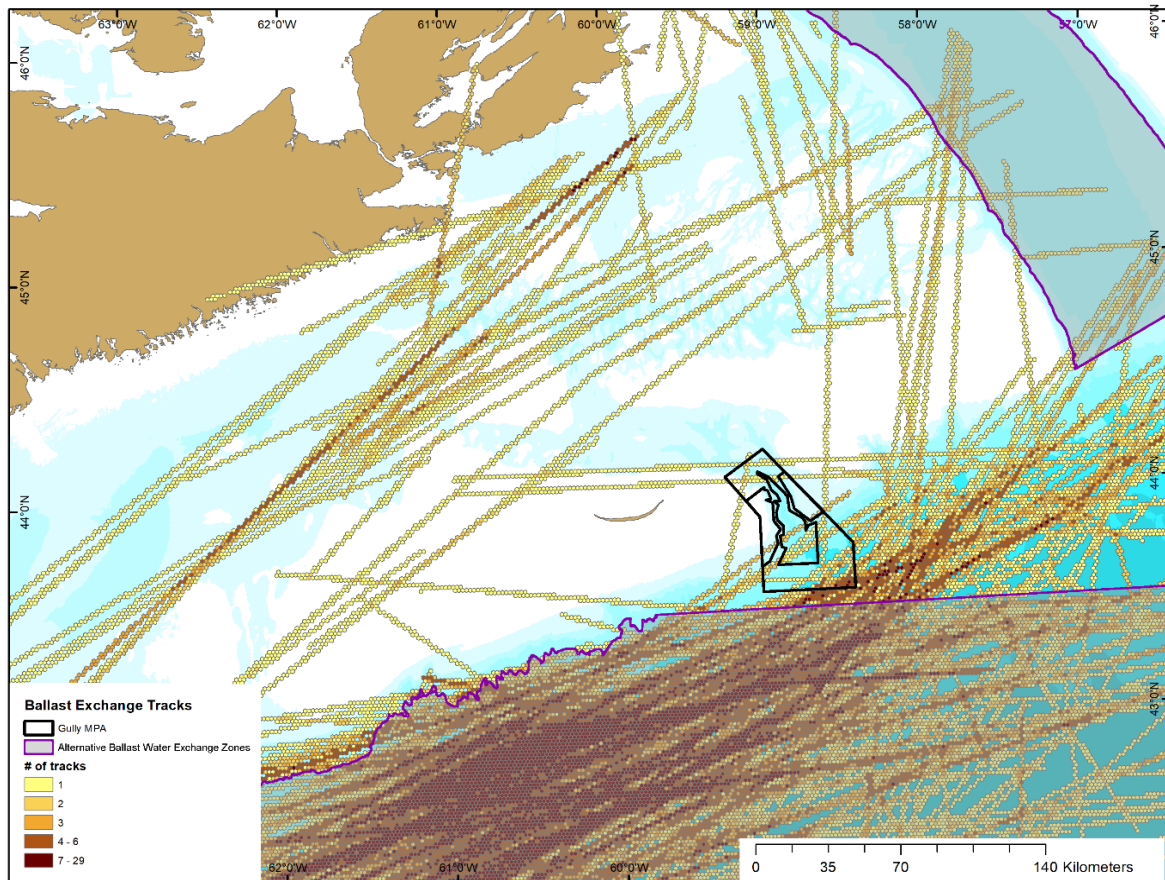 63°0'W 62°0'W 61°0'W 60°0'W 59°0'W 58°0'W 57°0'W
46°0'N 46°0'N
45°0'N 45°0'N
44°0'N 44°0'N
43°0'N
Ballast Exchange Tracks
Gully MPA
Alternative Ballast Water Exchange Zones
# of tracks
1
2
3
4 - 6
7 - 29
62°0'W 61°0'W 60°0'W
0 35 70 140 Kilometers